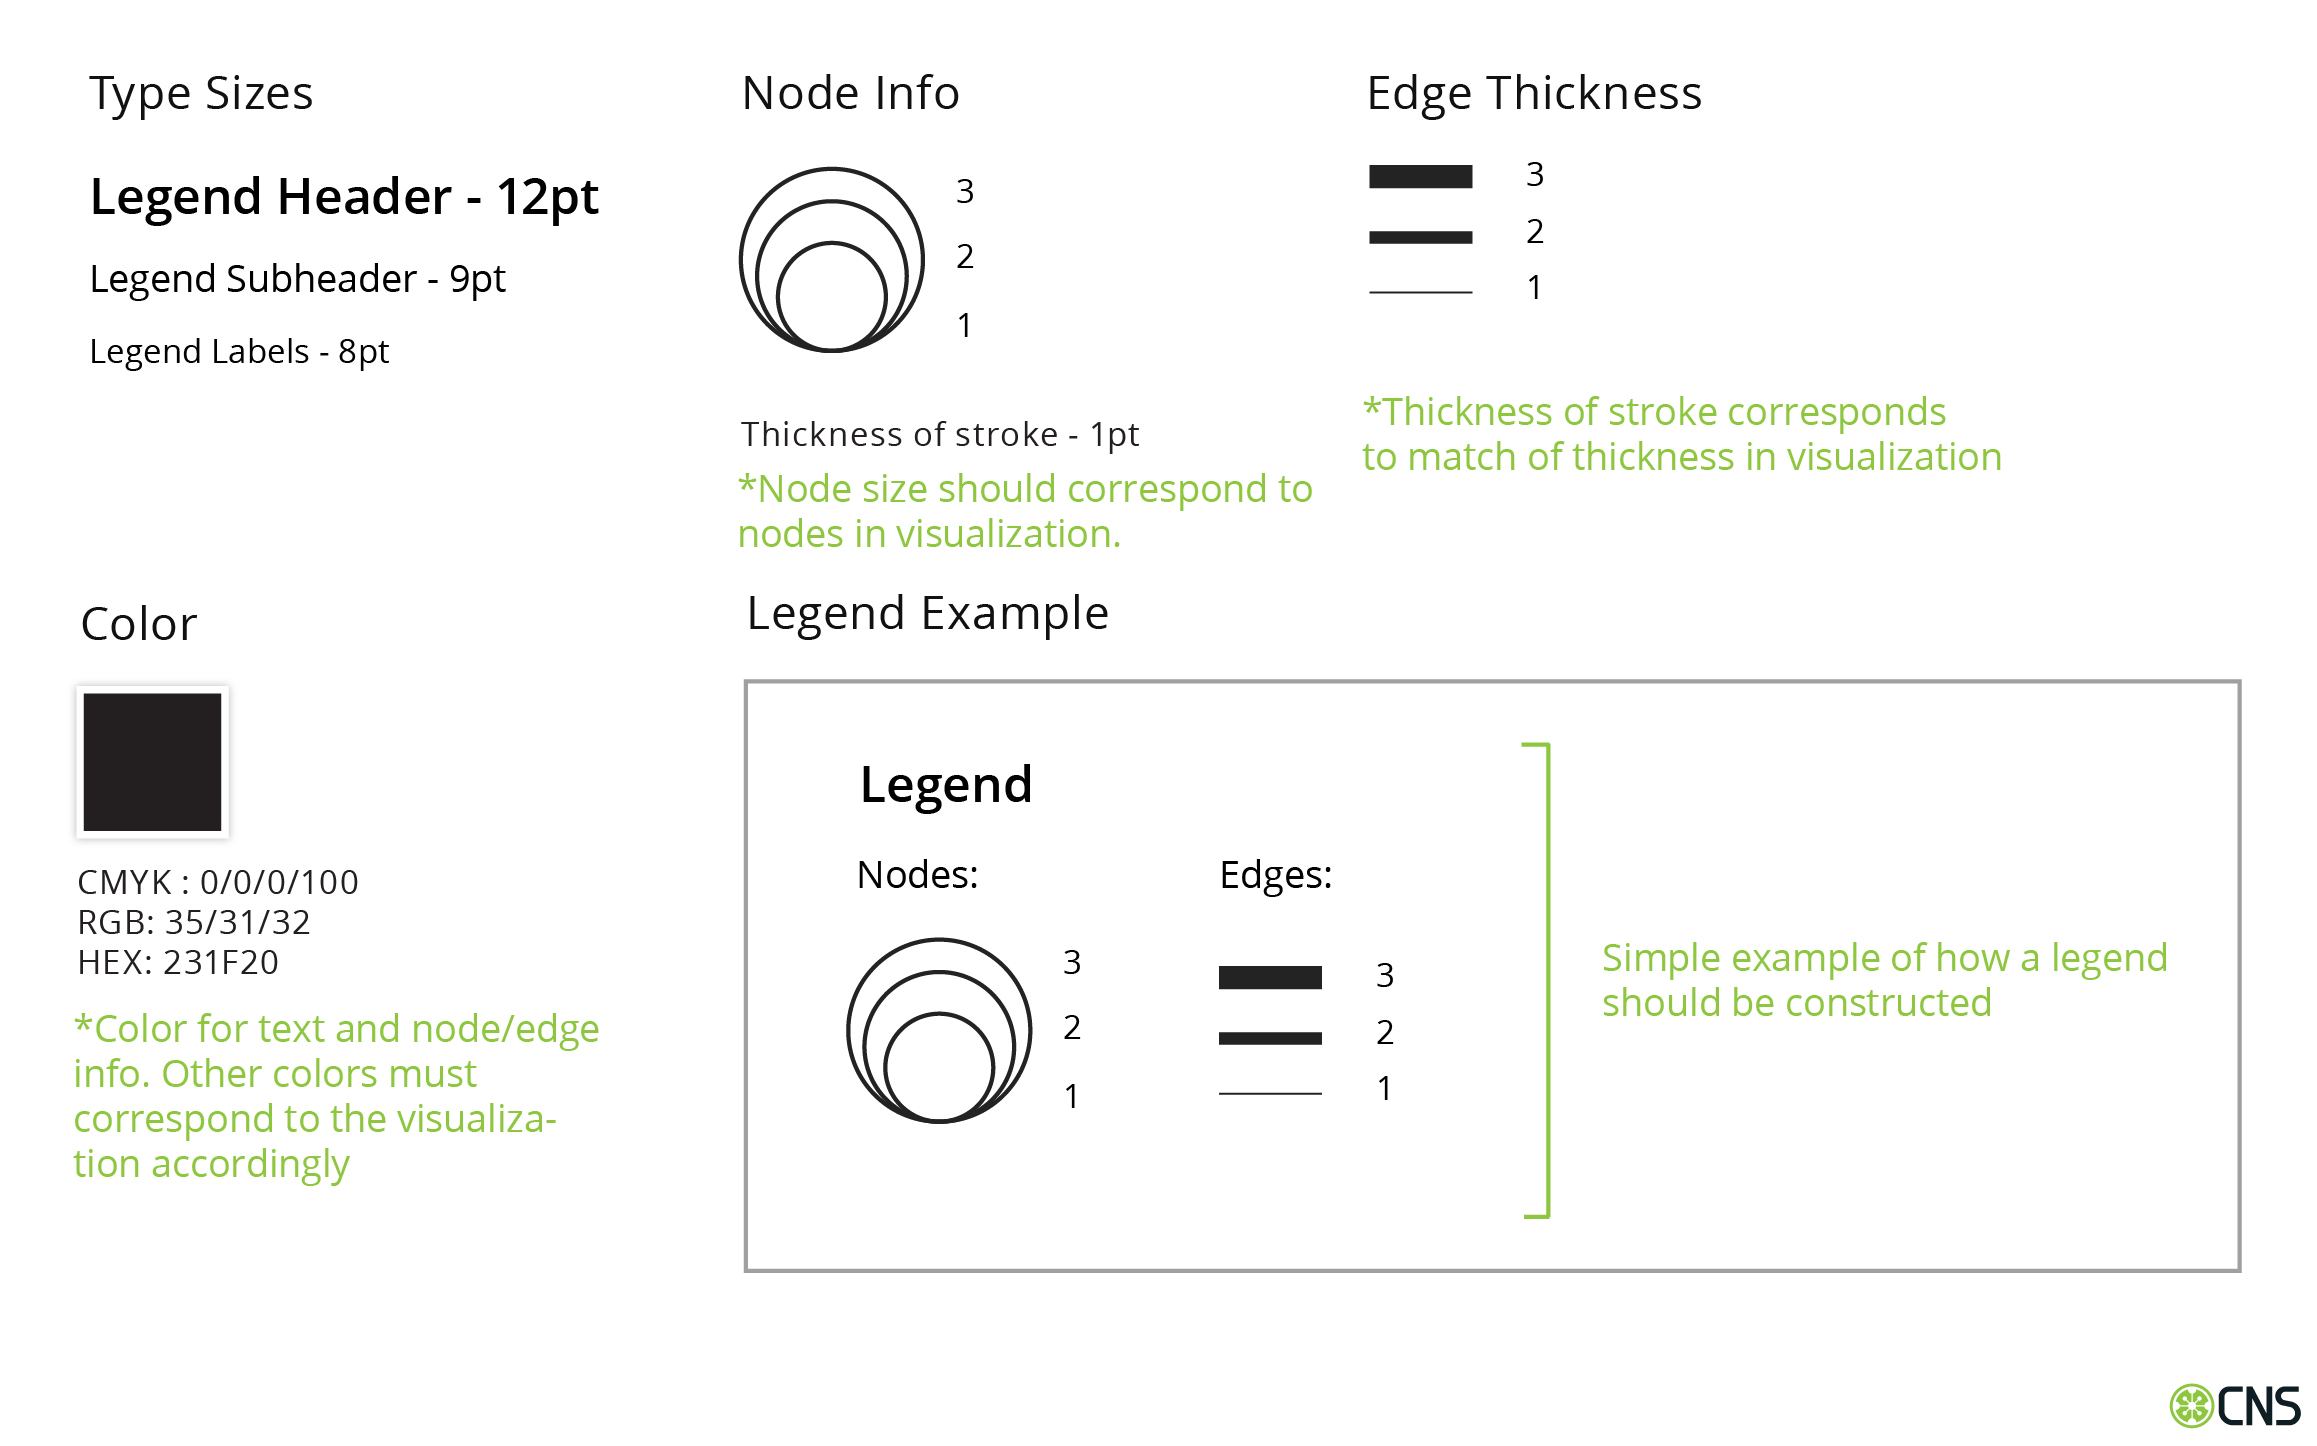 Type Sizes
Legend Header - 12pt
Legend Subheader - 9pt
Legend Labels - 8pt
Node Info
3
2
1
Thickness of stroke - 1pt
*Node size should correspond to
nodes in visualization.
Edge Thickness
3
2
1
*Thickness of stroke corresponds
to match of thickness in visualization
Color
CMYK : 0/0/0/100
RGB: 35/31/32
HEX: 231F20
*Color for text and node/edge
info. Other colors must
correspond to the visualiza-
tion accordingly
Legend Example
Legend
Nodes:
3
2
1
Edges:
3
2
1
Simple example of how a legend
should be constructed
CNS